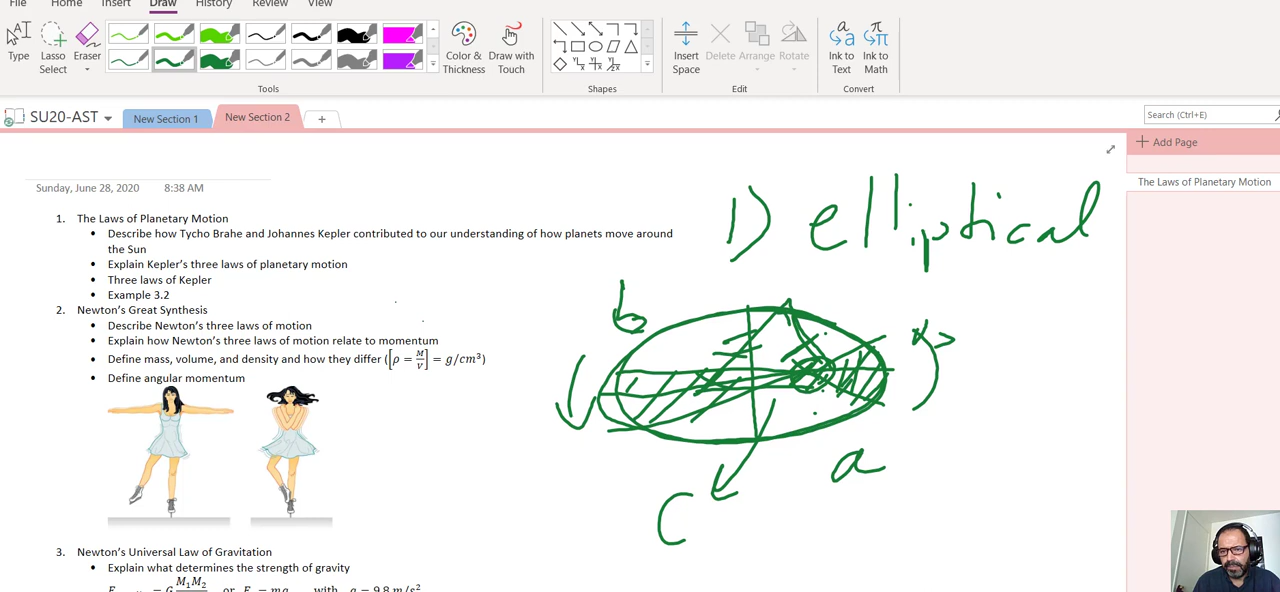 File Home Insert Draw History Review View
Type Lasso Select Eraser Color & Thickness Draw with Touch Insert Space Delete Arrange Rotate Ink to Text Ink to Math
Tools Shapes Edit Convert
SU20-AST New Section 1 New Section 2 + Search (Ctrl+E)
Add Page
The Laws of Planetary Motion
Sunday, June 28, 2020 8:38 AM
1. The Laws of Planetary Motion
• Describe how Tycho Brahe and Johannes Kepler contributed to our understanding of how planets move around
the Sun
• Explain Kepler's three laws of planetary motion
• Three laws of Kepler
• Example 3.2
2. Newton's Great Synthesis
• Describe Newton's three laws of motion
• Explain how Newton's three laws of motion relate to momentum
• Define mass, volume, and density and how they differ ([ρ = M/V] = g/cm³)
• Define angular momentum
3. Newton's Universal Law of Gravitation
• Explain what determines the strength of gravity
1) elliptical
b
a
C